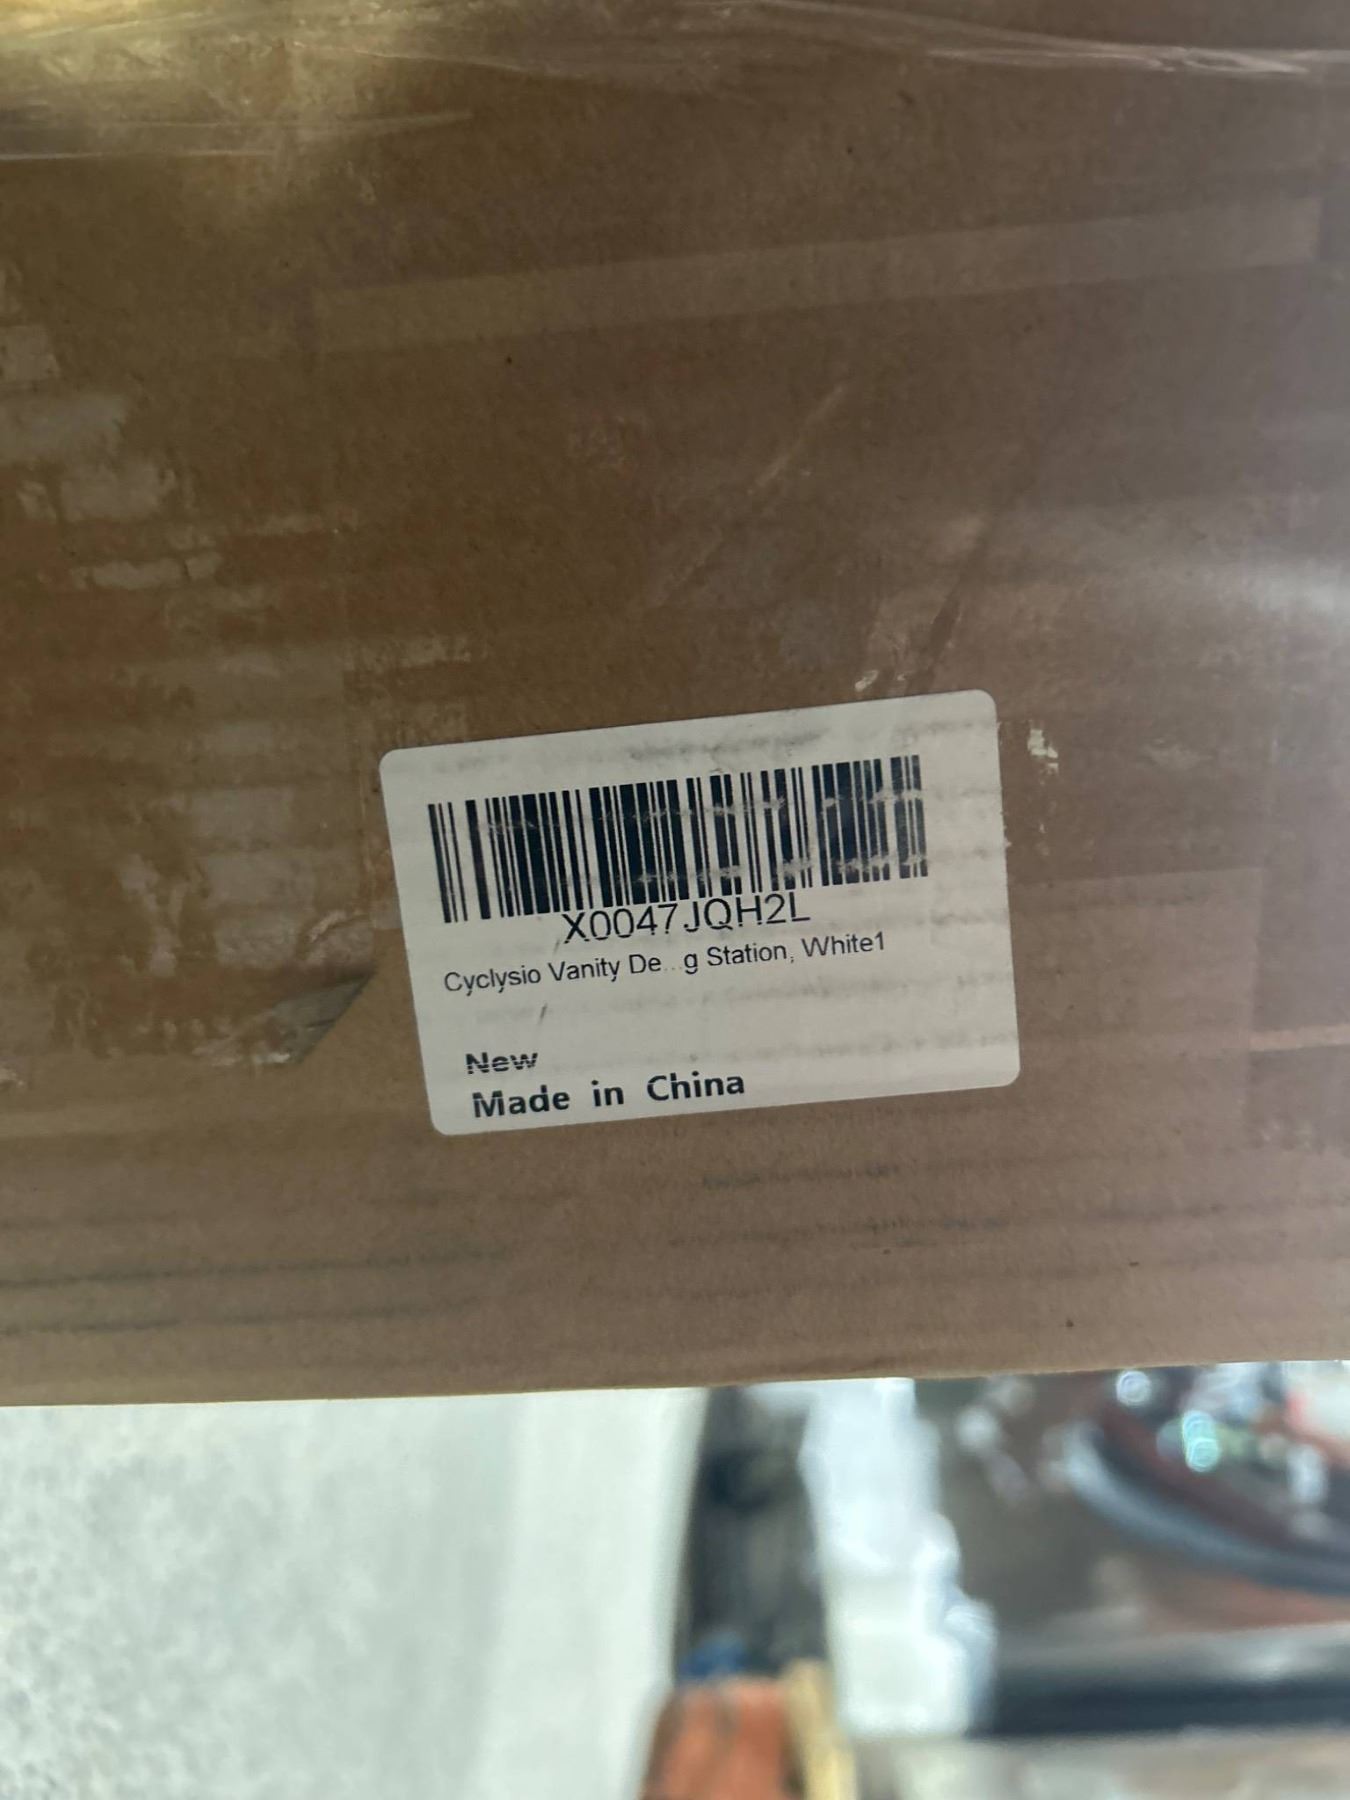 X0047JQH2L
Cyclysio Vanity De...g Station, White1
New
Made in China